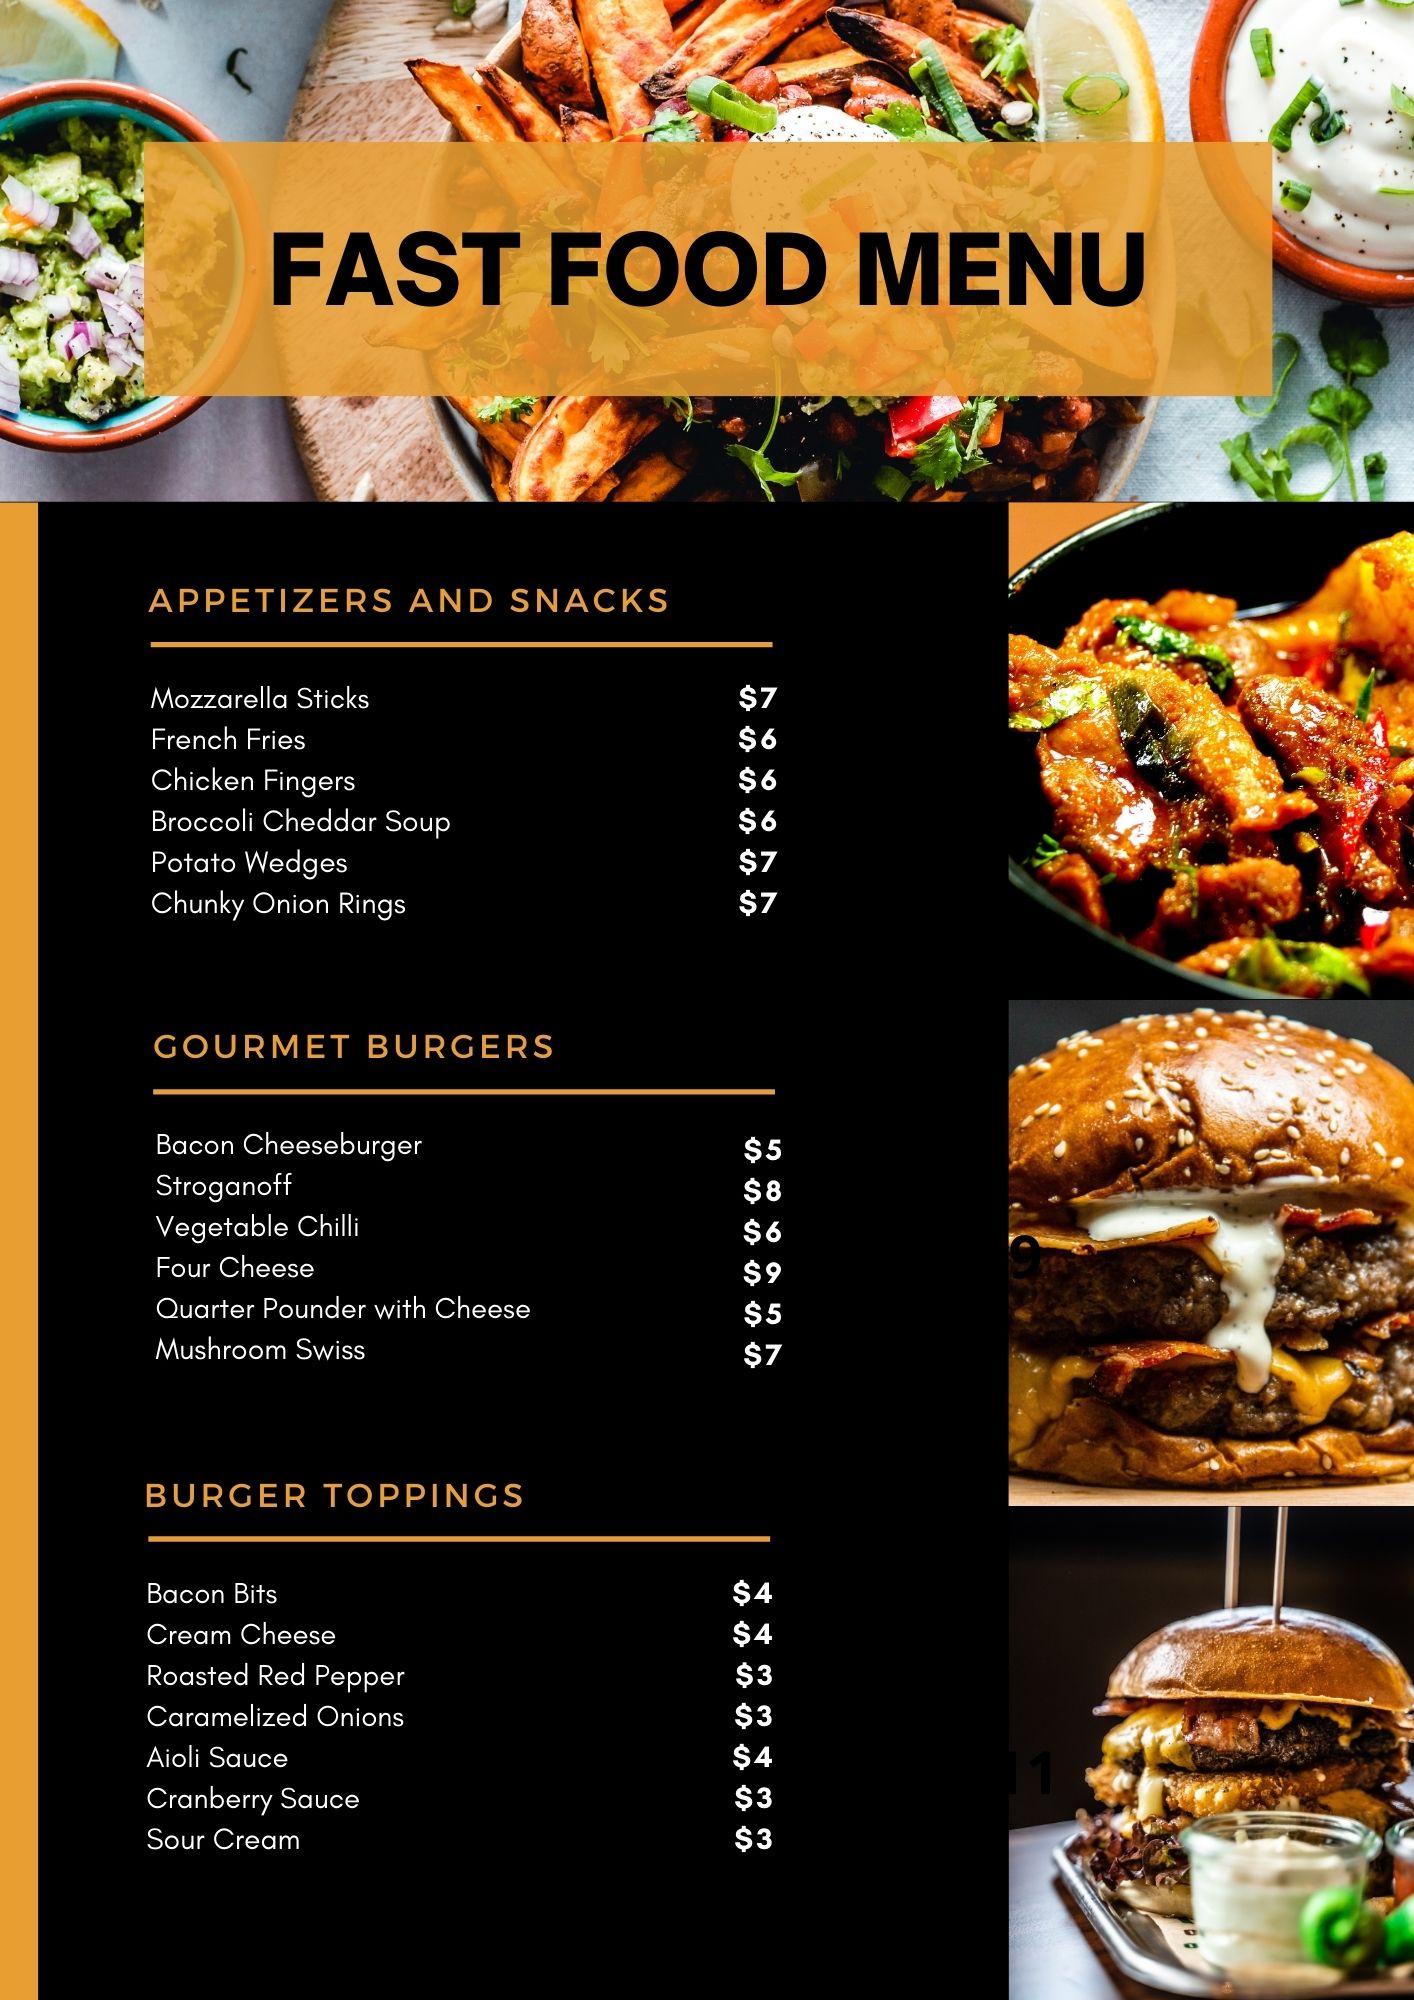 FAST FOOD MENU
APPETIZERS AND SNACKS
Mozzarella Sticks $7
French Fries $6
Chicken Fingers $6
Broccoli Cheddar Soup $6
Potato Wedges $7
Chunky Onion Rings $7
GOURMET BURGERS
Bacon Cheeseburger $5
Stroganoff $8
Vegetable Chilli $6
Four Cheese $9
Quarter Pounder with Cheese $5
Mushroom Swiss $7
9
BURGER TOPPINGS
Bacon Bits $4
Cream Cheese $4
Roasted Red Pepper $3
Caramelized Onions $3
Aioli Sauce $4
Cranberry Sauce $3
Sour Cream $3
11